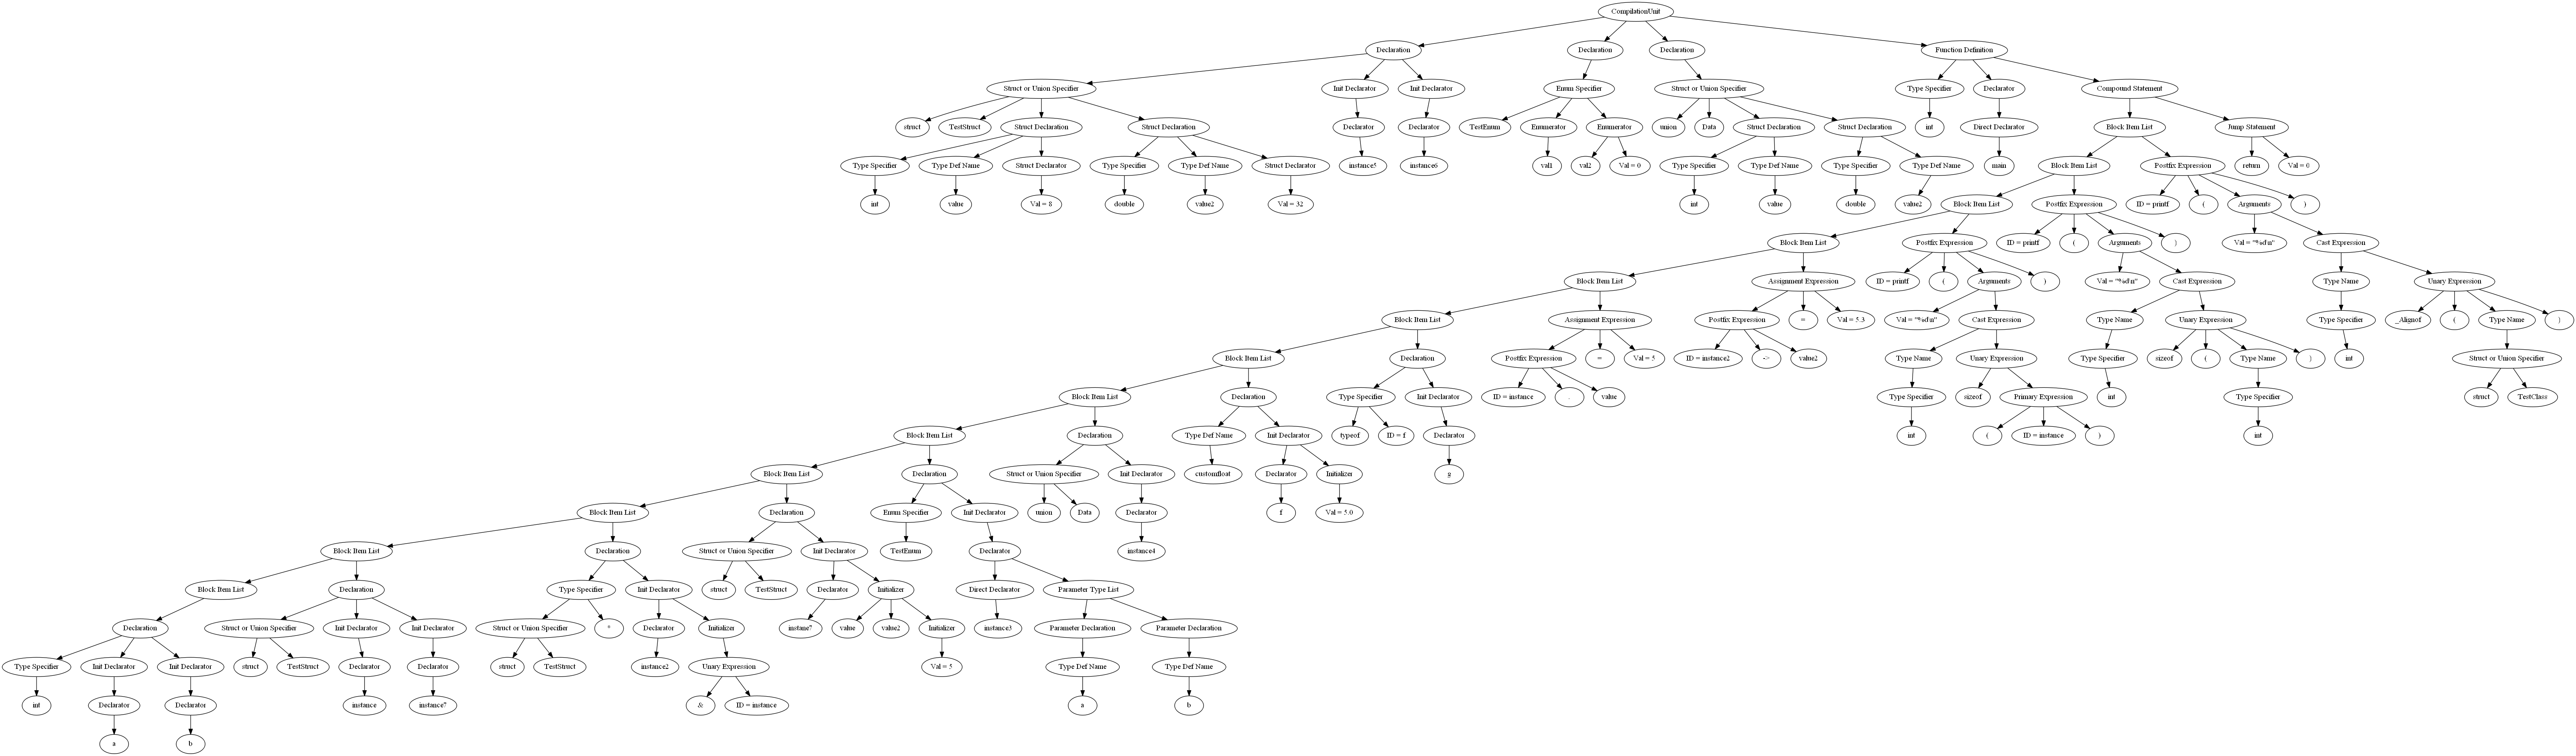 CompilationUnit
Declaration Declaration Declaration Function Definition
Struct or Union Specifier Init Declarator Init Declarator Enum Specifier Struct or Union Specifier Type Specifier Declarator Compound Statement
struct TestStruct Struct Declaration Struct Declaration Declarator Declarator TestEnum Enumerator Enumerator union Data Struct Declaration Struct Declaration int Direct Declarator Block Item List Jump Statement
Type Specifier Type Def Name Struct Declarator Type Specifier Type Def Name Struct Declarator instance5 instance6 val1 val2 Val = 0 Type Specifier Type Def Name Type Specifier Type Def Name main Block Item List Postfix Expression return Val = 0
int value Val = 8 double value2 Val = 32 int value double value2 Block Item List Postfix Expression ID = printf ( Arguments )
Block Item List Postfix Expression ID = printf ( Arguments ) Val = "%d\n" Cast Expression
Block Item List Assignment Expression ID = printf ( Arguments ) Val = "%d\n" Cast Expression Type Name Unary Expression
Block Item List Assignment Expression Postfix Expression = Val = 5.3 Val = "%d\n" Cast Expression Type Name Unary Expression Type Specifier _Alignof ( Type Name )
Block Item List Declaration Postfix Expression = Val = 5 ID = instance2 -> value2 Type Name Unary Expression Type Specifier sizeof ( Type Name ) int Struct or Union Specifier
Block Item List Declaration Type Specifier Init Declarator ID = instance . value Type Specifier sizeof Primary Expression int Type Specifier struct TestClass
Block Item List Declaration Type Def Name Init Declarator typeof ID = f Declarator int ( ID = instance ) int
Block Item List Declaration Struct or Union Specifier Init Declarator customfloat Declarator Initializer g
Block Item List Declaration Enum Specifier Init Declarator union Data Declarator f Val = 5.0
Block Item List Declaration Struct or Union Specifier Init Declarator TestEnum Declarator instance4
Block Item List Declaration Type Specifier Init Declarator struct TestStruct Declarator Initializer Direct Declarator Parameter Type List
Declaration Struct or Union Specifier Init Declarator Init Declarator Struct or Union Specifier * Declarator Initializer instane7 value value2 Initializer instance3 Parameter Declaration Parameter Declaration
Type Specifier Init Declarator Init Declarator struct TestStruct Declarator Declarator struct TestStruct instance2 Unary Expression Val = 5 Type Def Name Type Def Name
int Declarator Declarator instance instance7 & ID = instance a b
a b